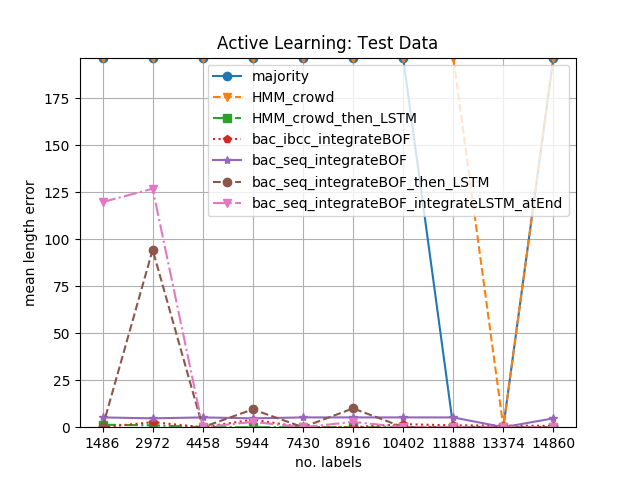 Active Learning: Test Data
majority
HMM_crowd
HMM_crowd_then_LSTM
bac_ibcc_integrateBOF
bac_seq_integrateBOF
bac_seq_integrateBOF_then_LSTM
bac_seq_integrateBOF_integrateLSTM_atEnd
mean length error
175
150
125
100
75
50
25
0
1486 2972 4458 5944 7430 8916 10402 11888 13374 14860
no. labels